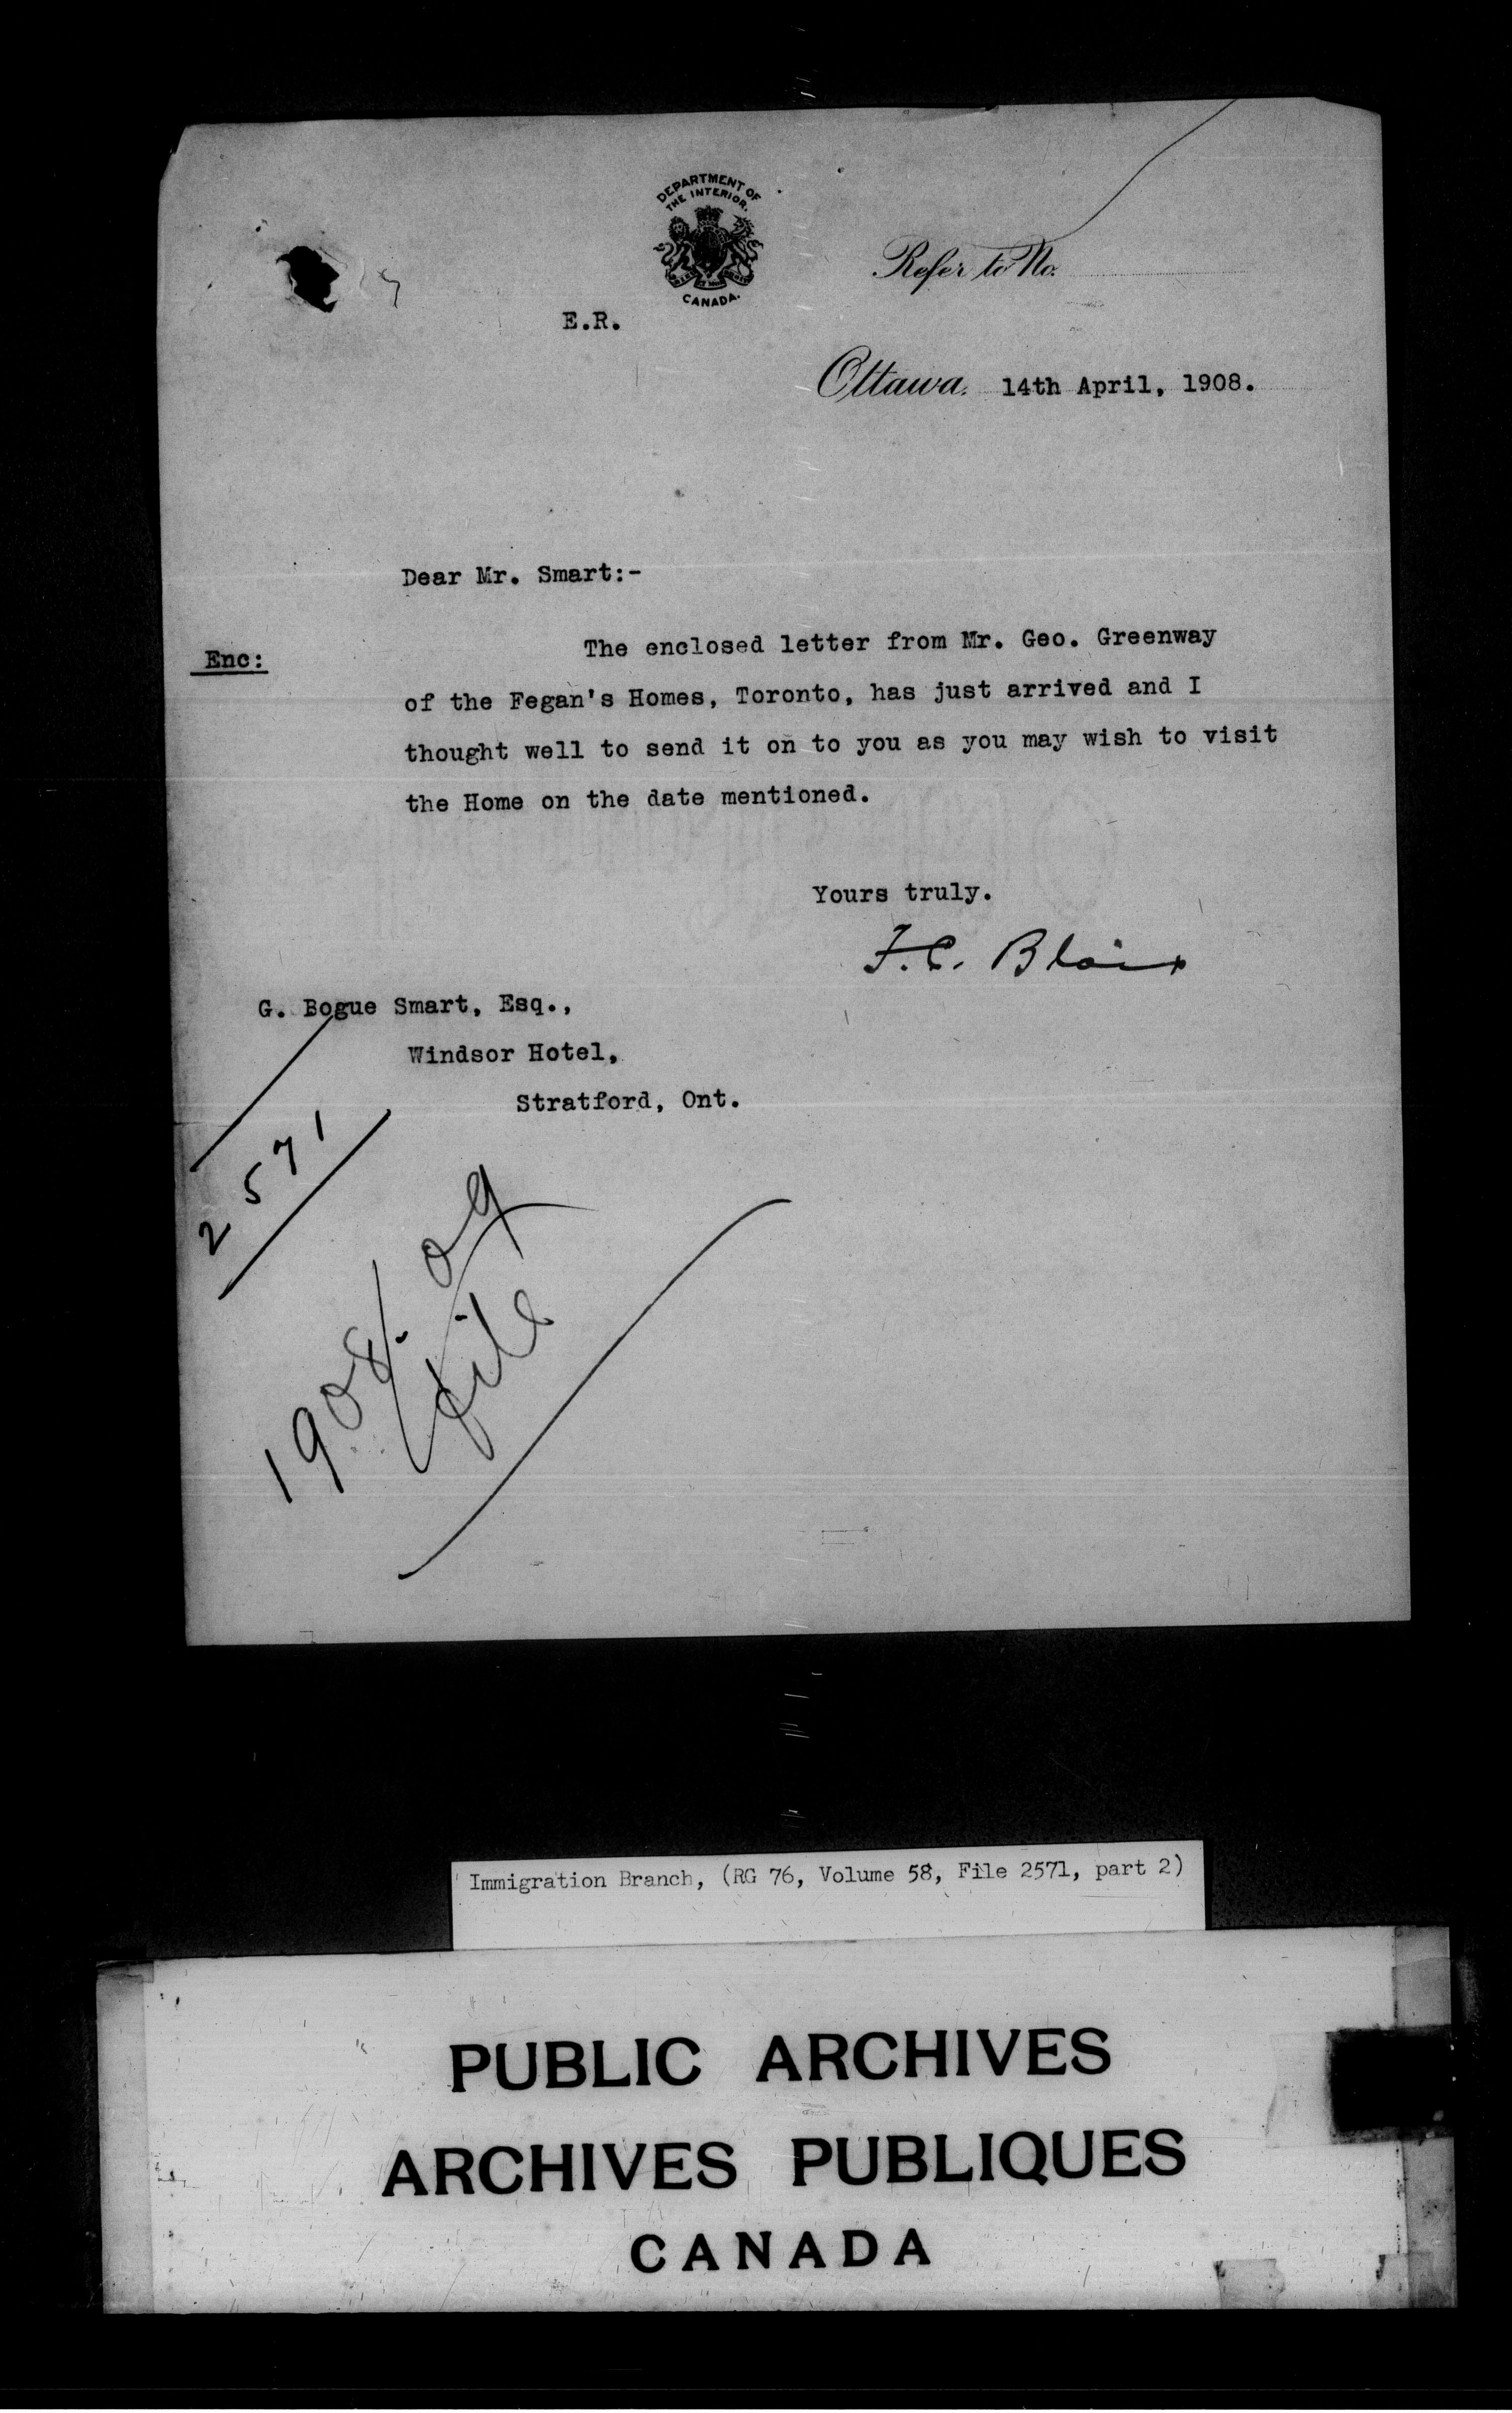 DEPARTMENT OF
THE INTERIOR.
CANADA.
Refer to No.
E.R.
Ottawa, 14th April, 1908.
Dear Mr. Smart:-
Enc:
The enclosed letter from Mr. Geo. Greenway
of the Fegan's Homes, Toronto, has just arrived and I
thought well to send it on to you as you may wish to visit
the Home on the date mentioned.
Yours truly.
F.C. Blair
G. Bogue Smart, Esq.,
Windsor Hotel,
Stratford, Ont.
2571
1908/09
file
Immigration Branch, (RG 76, Volume 58, File 2571, part 2)
PUBLIC ARCHIVES
ARCHIVES PUBLIQUES
CANADA